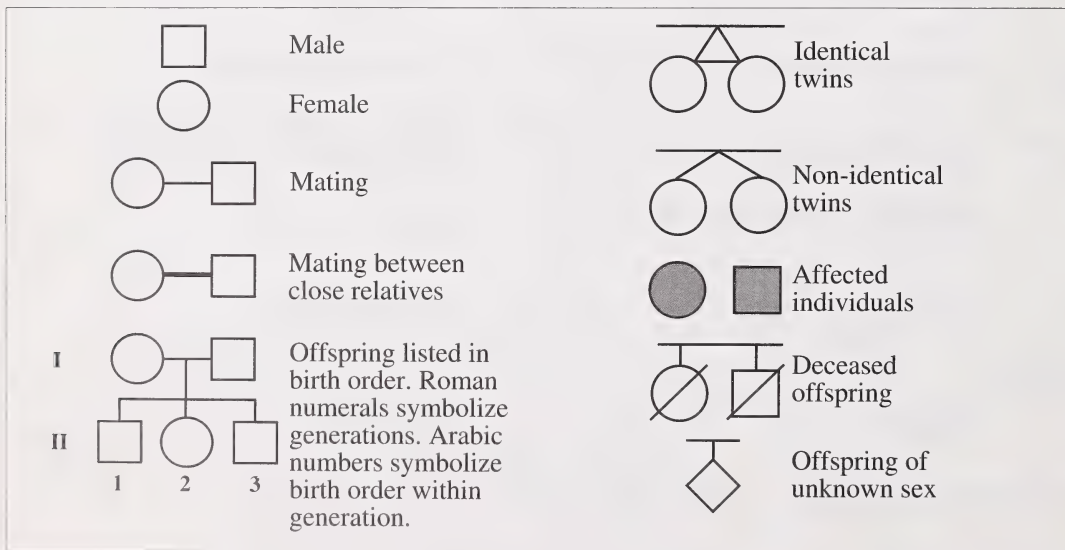 Male
Female
Mating
Mating between
close relatives
I
Offspring listed in
birth order. Roman
numerals symbolize
II
generations. Arabic
numbers symbolize
1 2 3
birth order within
generation.
Identical
twins
Non-identical
twins
Affected
individuals
Deceased
offspring
Offspring of
unknown sex